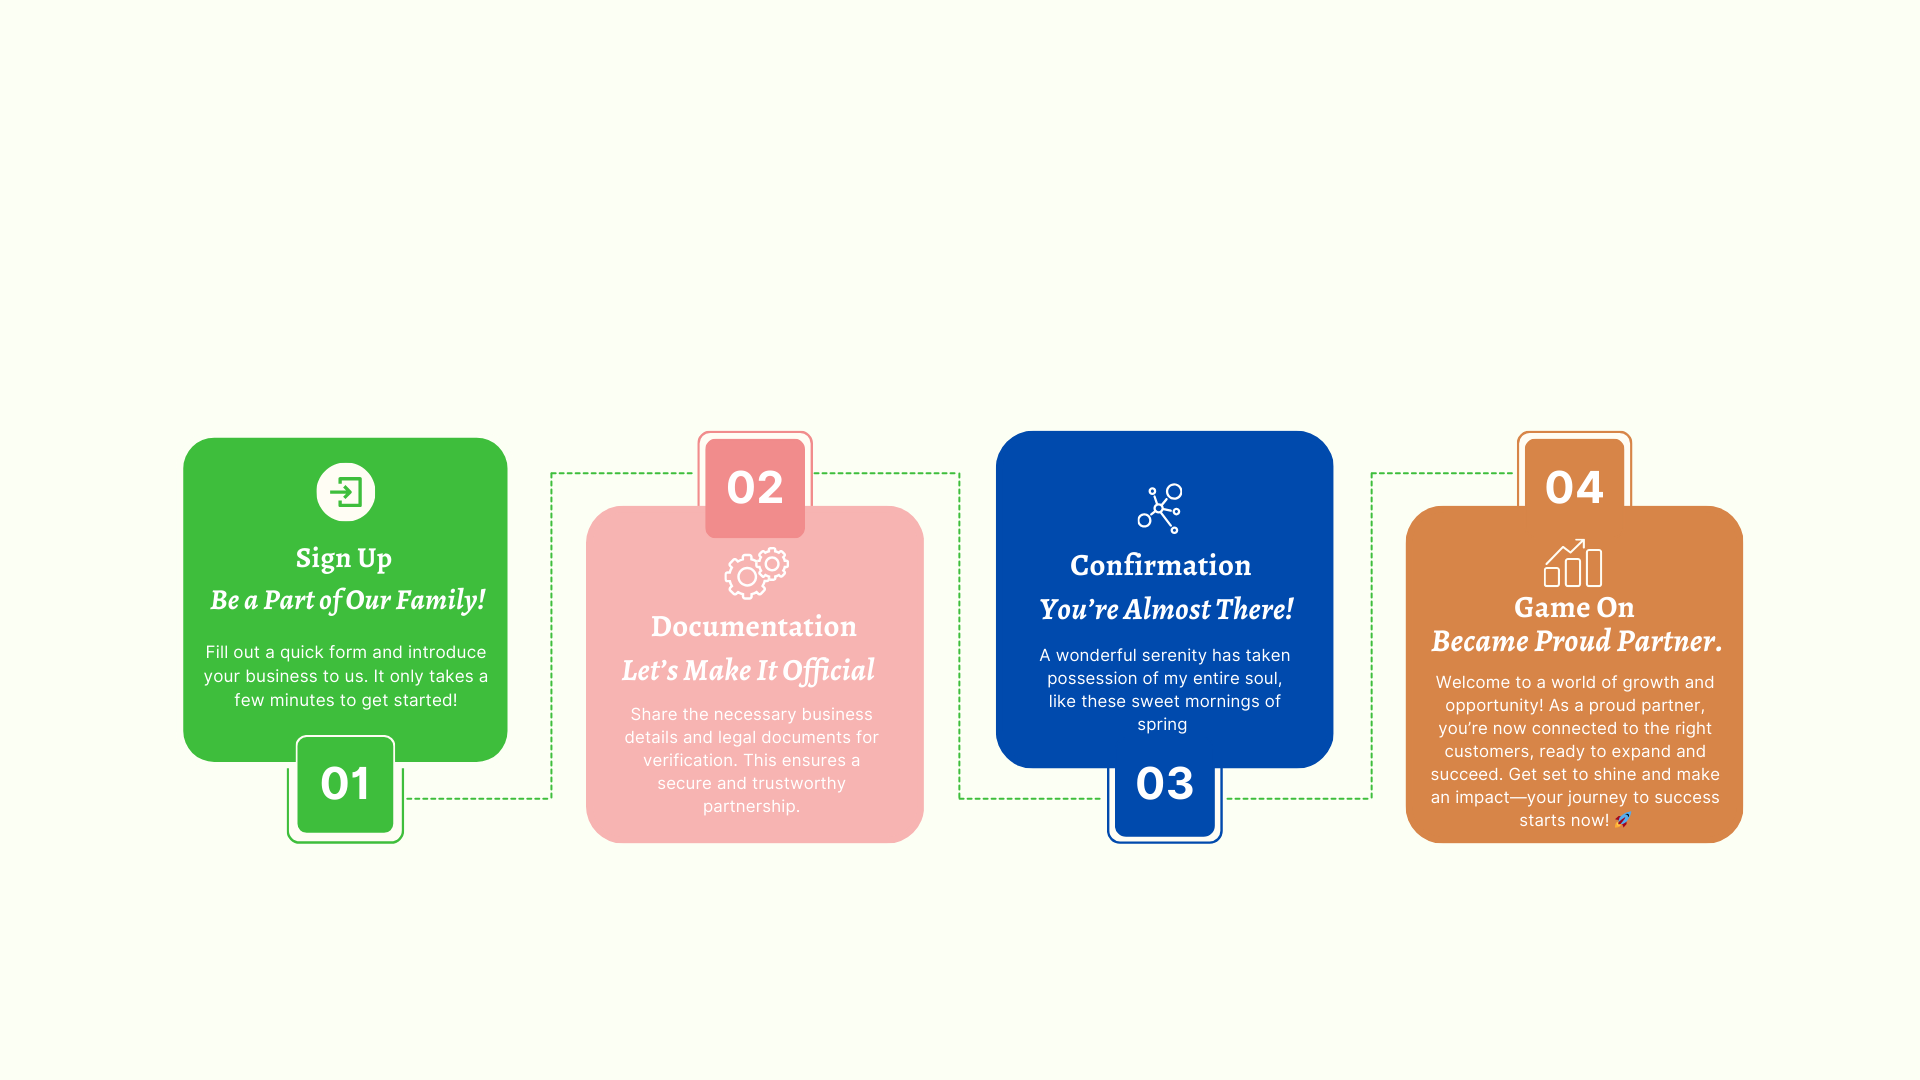 Sign Up
Be a Part of Our Family!
Fill out a quick form and introduce
your business to us. It only takes a
few minutes to get started!
01
02
Documentation
Let's Make It Official
Share the necessary business
details and legal documents for
verification. This ensures a
secure and trustworthy
partnership.
Confirmation
You're Almost There!
A wonderful serenity has taken
possession of my entire soul,
like these sweet mornings of
spring
03
04
Game On
Became Proud Partner.
Welcome to a world of growth and
opportunity! As a proud partner,
you're now connected to the right
customers, ready to expand and
succeed. Get set to shine and make
an impact—your journey to success
starts now! 🚀